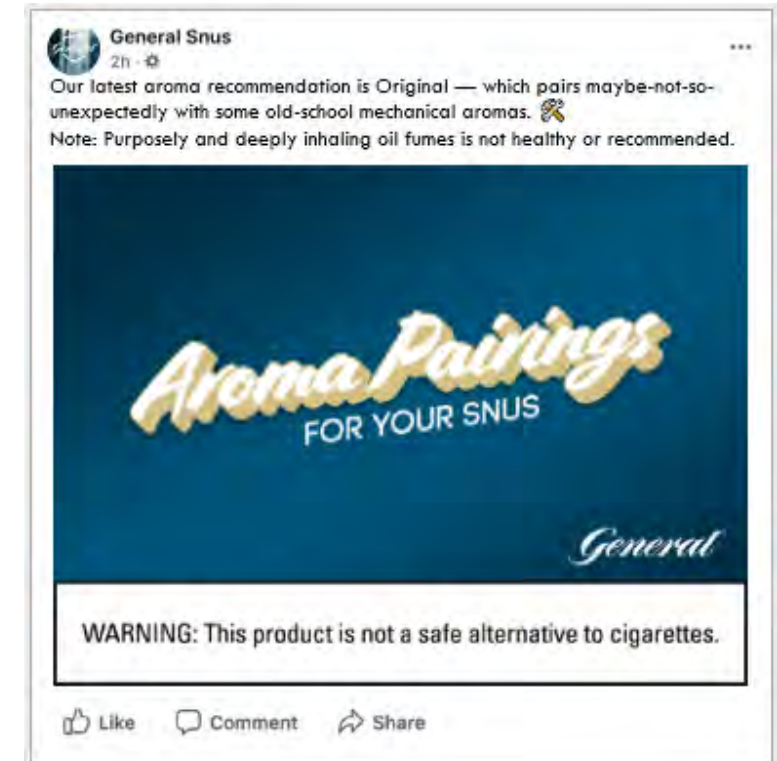 General Snus
2h ·
Our latest aroma recommendation is Original — which pairs maybe-not-so-
unexpectedly with some old-school mechanical aromas. 🛠
Note: Purposely and deeply inhaling oil fumes is not healthy or recommended.
Aroma Pairings
FOR YOUR SNUS
General
WARNING: This product is not a safe alternative to cigarettes.
Like Comment Share